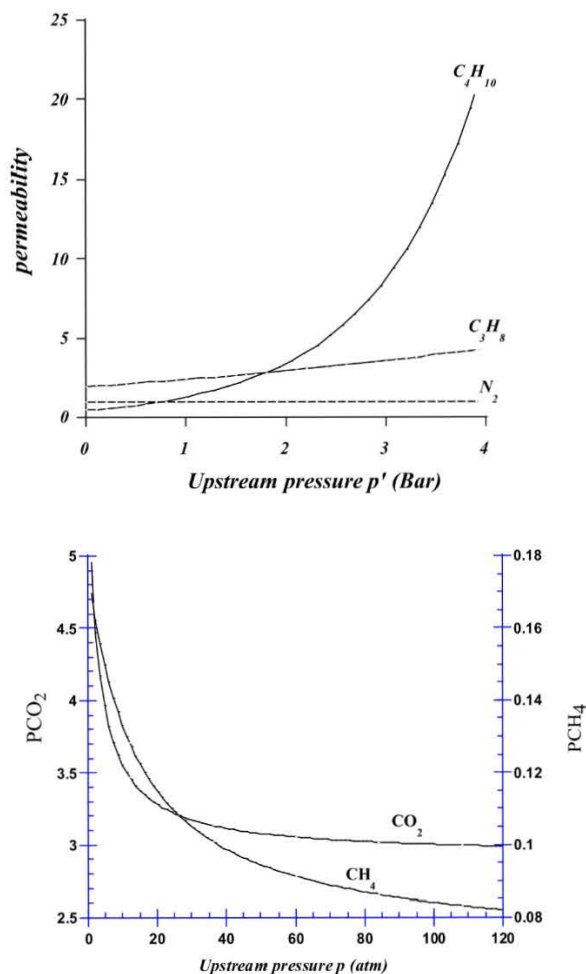 25
20
15
10
5
0
permeability
C4H10
C3H8
N2
0 1 2 3 4
Upstream pressure p' (Bar)
5
4.5
4
3.5
3
2.5
PCO2
0.18
0.16
0.14
0.12
0.1
0.08
PCH4
CO2
CH4
0 20 40 60 80 100 120
Upstream pressure p (atm)